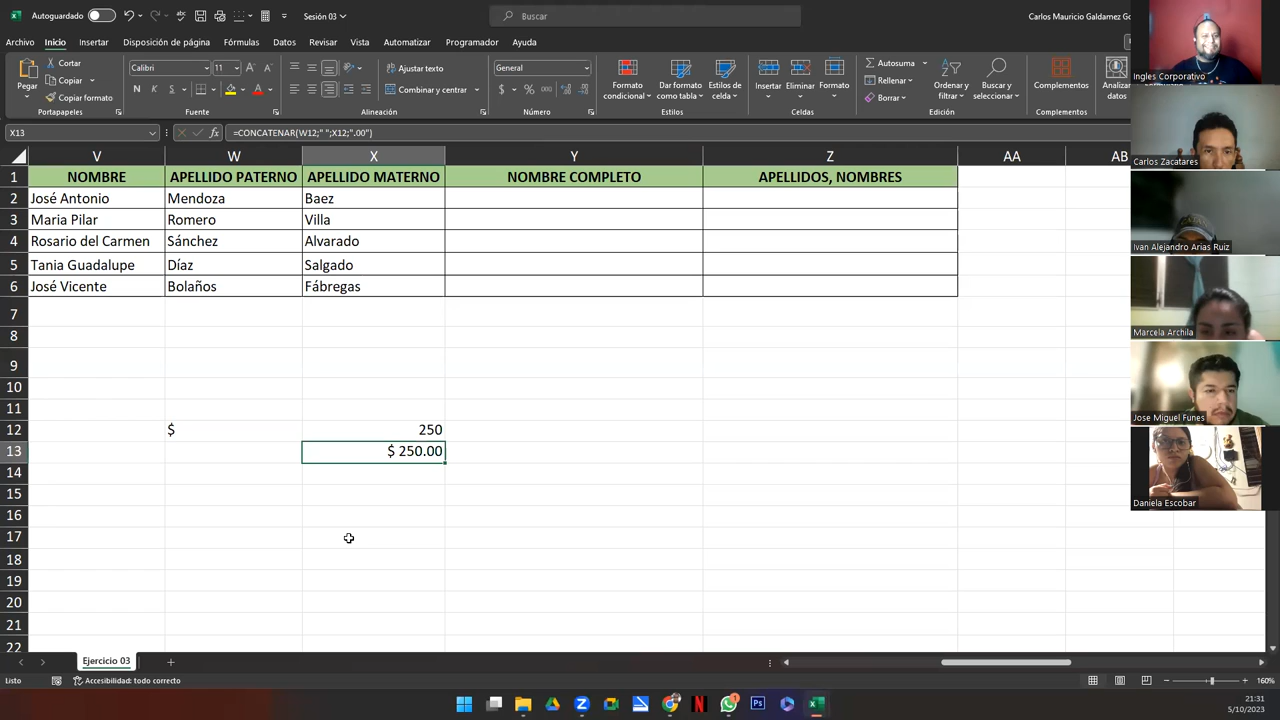 Autoguardado
Sesión 03
Buscar
Carlos Mauricio Galdamez Go
Archivo Inicio Insertar Disposición de página Fórmulas Datos Revisar Vista Automatizar Programador Ayuda
Pegar
Cortar
Copiar
Copiar formato
Portapapeles
Calibri 11
N K S
Fuente
Ajustar texto
Combinar y centrar
Alineación
General
$ % 000
Número
Formato condicional
Dar formato como tabla
Estilos de celda
Estilos
Insertar Eliminar Formato
Celdas
Autosuma
Rellenar
Borrar
Ordenar y filtrar
Buscar y seleccionar
Edición
Complementos
Complementos
Analizar datos
X13
fx =CONCATENAR(W12;" ";X12;".00")
V W X Y Z AA AB
1 NOMBRE APELLIDO PATERNO APELLIDO MATERNO NOMBRE COMPLETO APELLIDOS, NOMBRES
2 José Antonio Mendoza Baez
3 Maria Pilar Romero Villa
4 Rosario del Carmen Sánchez Alvarado
5 Tania Guadalupe Díaz Salgado
6 José Vicente Bolaños Fábregas
7
8
9
10
11
12 $ 250
13 $ 250.00
14
15
16
17
18
19
20
21
22
Ejercicio 03
Listo
Accesibilidad: todo correcto
160%
21:31
5/10/2023
Ingles Corporativo
Carlos Zacatares
Ivan Alejandro Arias Ruiz
Marcela Archila
Jose Miguel Funes
Daniela Escobar